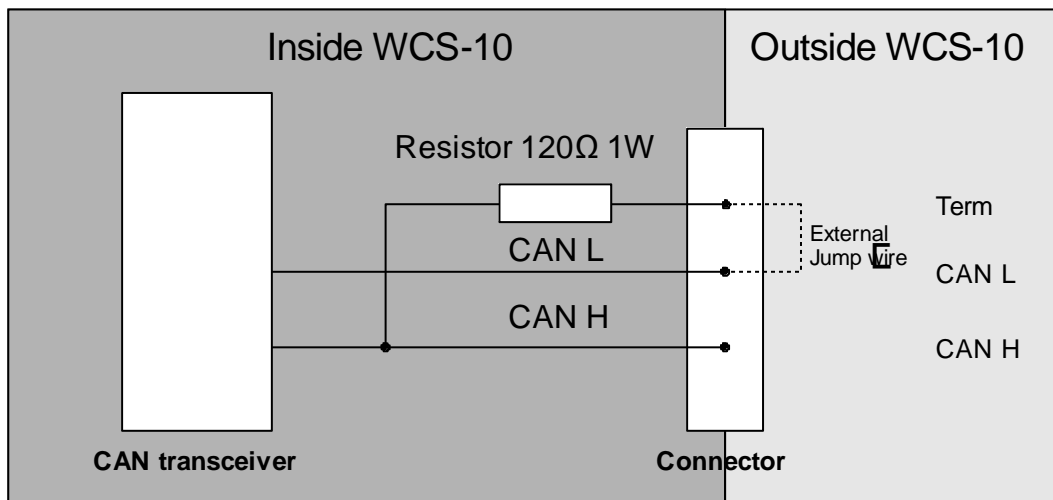 Inside WCS-10
Outside WCS-10
Resistor 120Ω 1W
Term
External
Jump wire
CAN L
CAN L
CAN H
CAN H
CAN transceiver
Connector